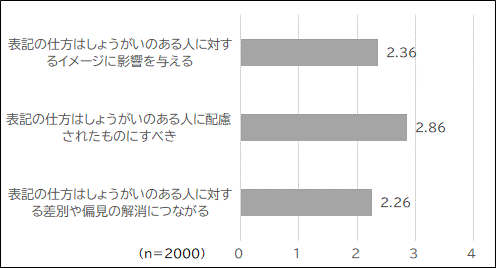 表記の仕方はしょうがいのある人に対す
るイメージに影響を与える
2.36
表記の仕方はしょうがいのある人に配慮
されたものにすべき
2.86
表記の仕方はしょうがいのある人に対す
る差別や偏見の解消につながる
2.26
(n=2000)
0 1 2 3 4